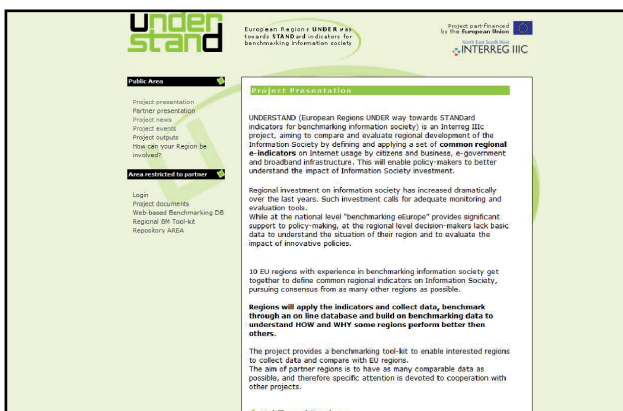 under
stand
European Regions UNDER way
towards STANDard indicators for
benchmarking information society
Project part-financed
by the European Union
North East South West
INTERREG IIIC
Public Area
Project presentation
Partner presentation
Project news
Project events
Project outputs
How can your Region be
involved?
Area restricted to partner
Login
Project documents
Web-based Benchmarking DB
Regional BM Tool-kit
Repository AREA
Project Presentation
UNDERSTAND (European Regions UNDER way towards STANDard
indicators for benchmarking information society) is an Interreg IIIc
project, aiming to compare and evaluate regional development of the
Information Society by defining and applying a set of common regional
e-indicators on Internet usage by citizens and business, e-government
and broadband infrastructure. This will enable policy-makers to better
understand the impact of Information Society investment.
Regional investment on information society has increased dramatically
over the last years. Such investment calls for adequate monitoring and
evaluation tools.
While at the national level "benchmarking eEurope" provides significant
support to policy-making, at the regional level decision-makers lack basic
data to understand the situation of their region and to evaluate the
impact of innovative policies.
10 EU regions with experience in benchmarking information society get
together to define common regional indicators on Information Society,
pursuing consensus from as many other regions as possible.
Regions will apply the indicators and collect data, benchmark
through an on line database and build on benchmarking data to
understand HOW and WHY some regions perform better then
others.
The project provides a benchmarking tool-kit to enable interested regions
to collect data and compare with EU regions.
The aim of partner regions is to have as many comparable data as
possible, and therefore specific attention is devoted to cooperation with
other projects.